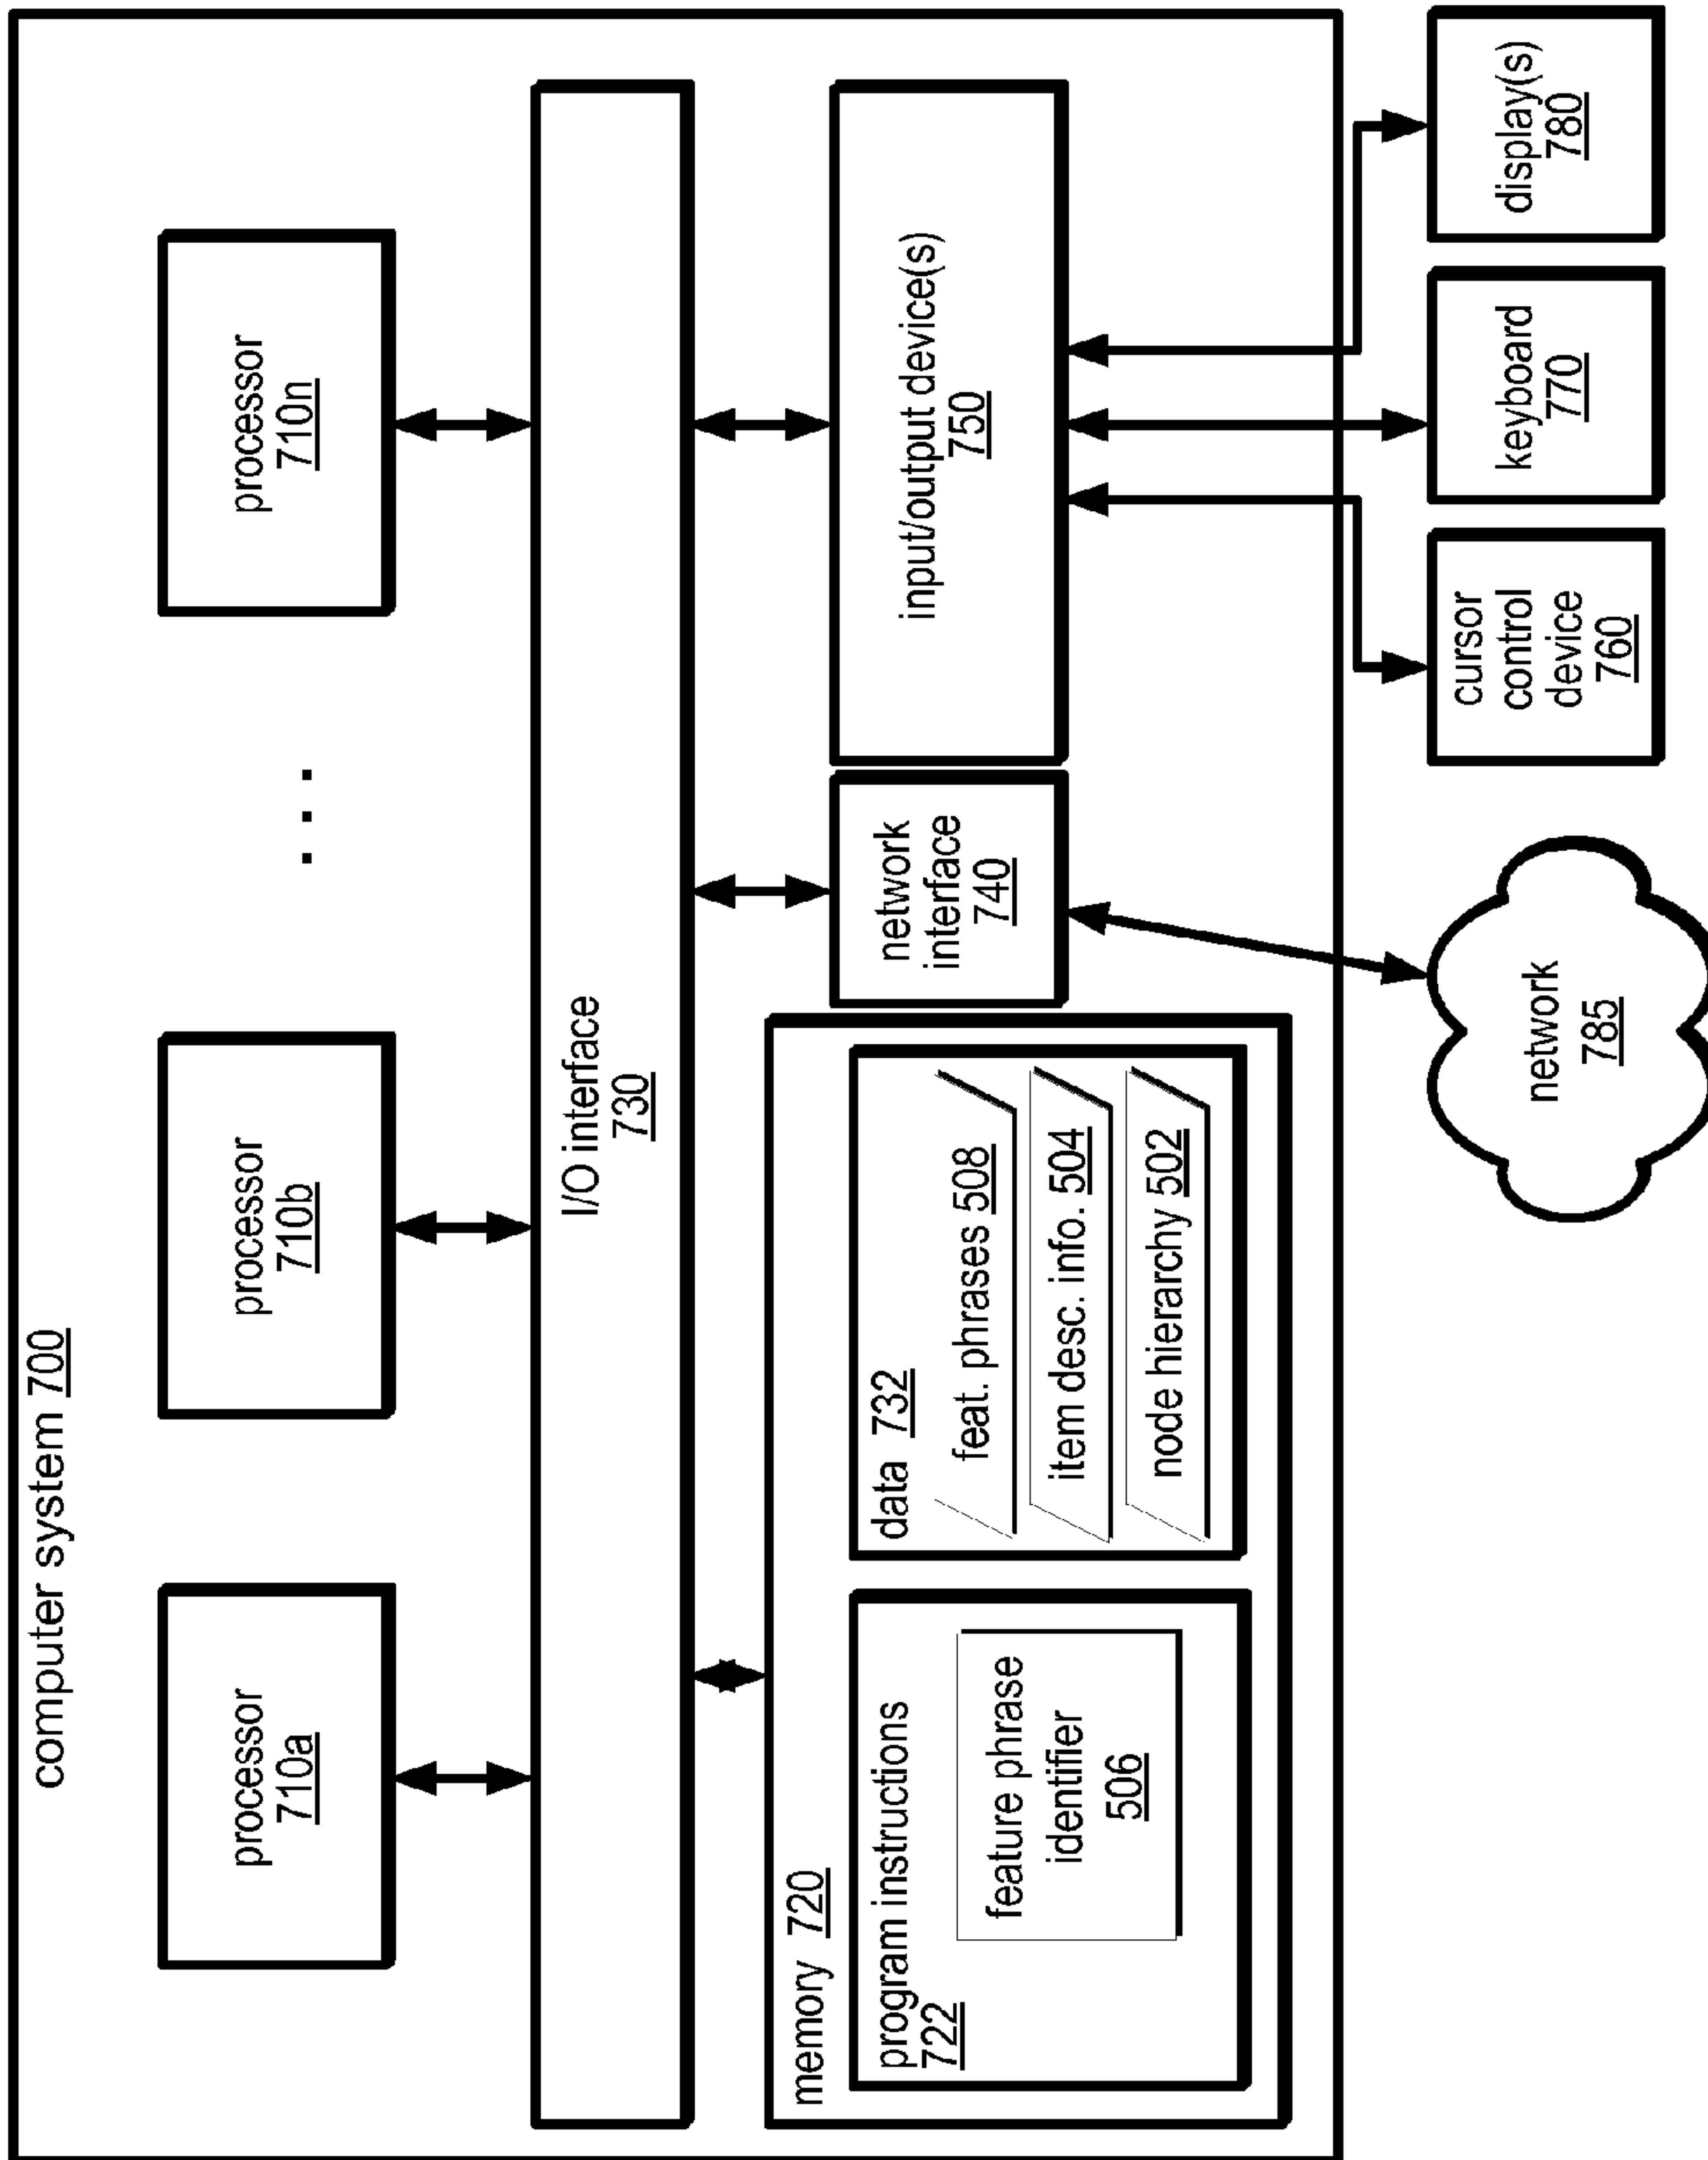 computer system 700
processor
710a
processor
710b
. . .
processor
710n
I/O interface
730
memory 720
program instructions
722
feature phrase
identifier
506
data 732
feat. phrases 508
item desc. info. 504
node hierarchy 502
network
interface
740
input/output device(s)
750
network
785
cursor
control
device
760
keyboard
770
display(s)
780